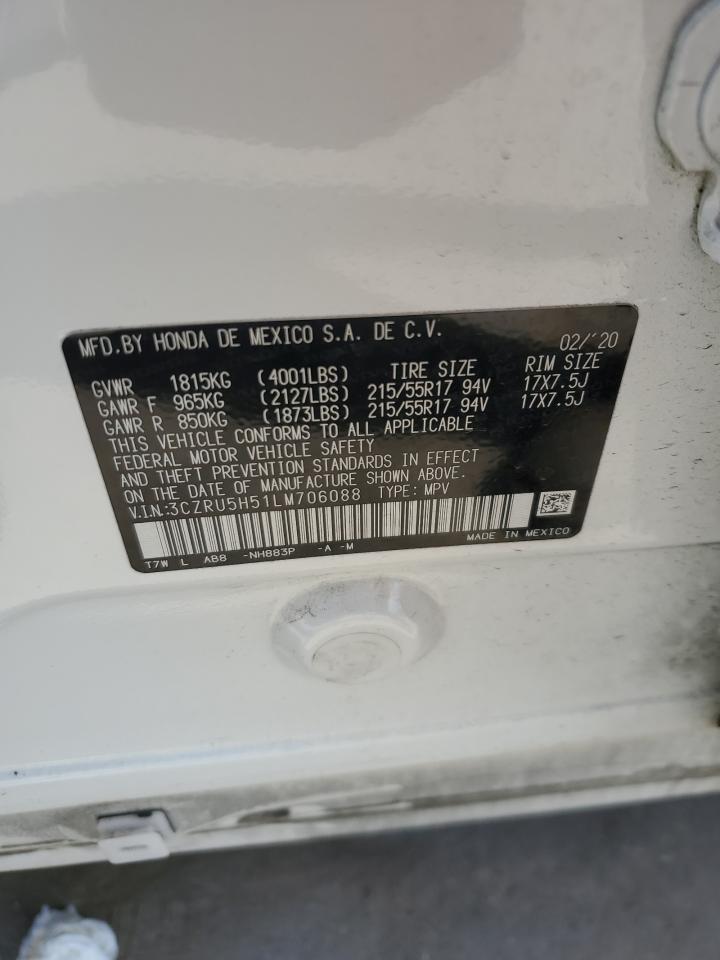 MFD.BY HONDA DE MEXICO S.A. DE C.V. 02/'20
GVWR 1815KG (4001LBS) TIRE SIZE RIM SIZE
GAWR F 965KG (2127LBS) 215/55R17 94V 17X7.5J
GAWR R 850KG (1873LBS) 215/55R17 94V 17X7.5J
THIS VEHICLE CONFORMS TO ALL APPLICABLE
FEDERAL MOTOR VEHICLE SAFETY
AND THEFT PREVENTION STANDARDS IN EFFECT
ON THE DATE OF MANUFACTURE SHOWN ABOVE.
V.I.N:3CZRU5H51LM706088 TYPE: MPV
T7W L AB8 -NH883P -A -M MADE IN MEXICO